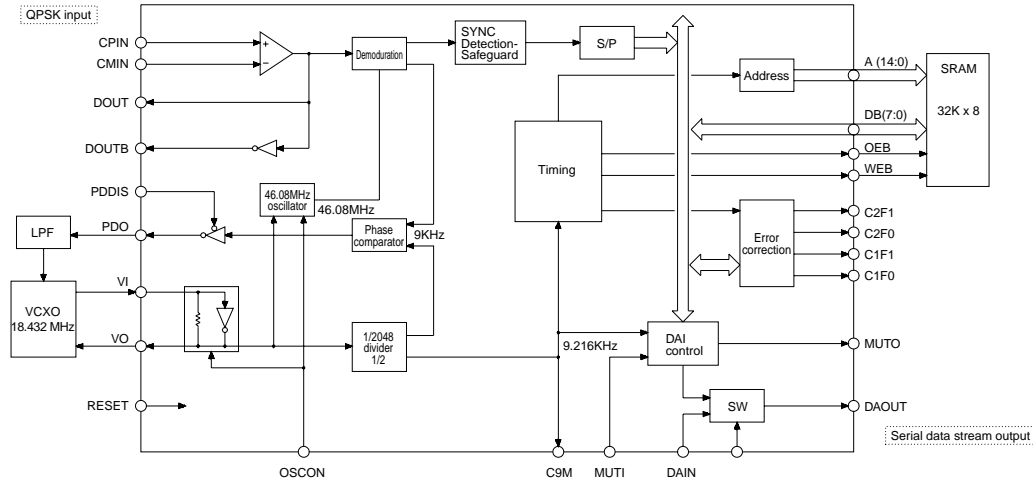 QPSK input
CPIN
CMIN
DOUT
DOUTB
PDDIS
PDO
LPF
VI
VCXO
18.432 MHz
VO
RESET
+
−
Demoduration
SYNC
Detection-
Safeguard
S/P
46.08MHz
oscillator
46.08MHz
Phase
comparator
9KHz
1/2048
divider
1/2
Timing
Address
Error
correction
9.216KHz
DAI
control
SW
A (14:0)
SRAM
32K x 8
DB(7:0)
OEB
WEB
C2F1
C2F0
C1F1
C1F0
MUTO
DAOUT
Serial data stream output
OSCON
C9M
MUTI
DAIN